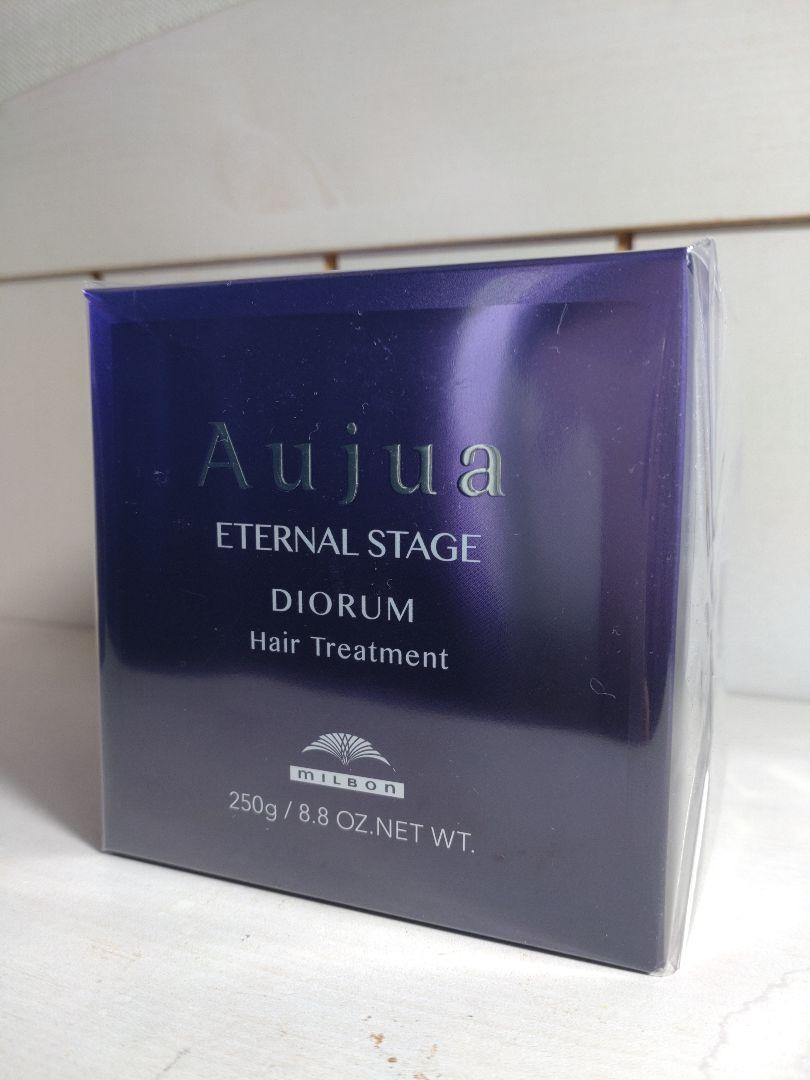 Aujua
ETERNAL STAGE
DIORUM
Hair Treatment
MILBON
250g / 8.8 OZ.NET WT.